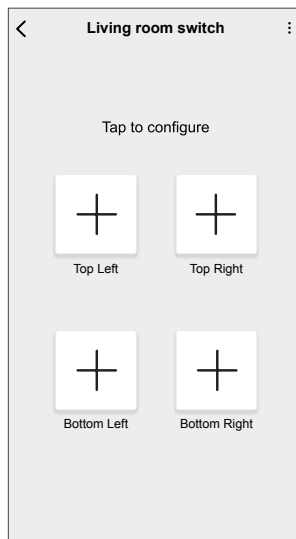 Living room switch
Tap to configure
Top Left
Top Right
Bottom Left
Bottom Right